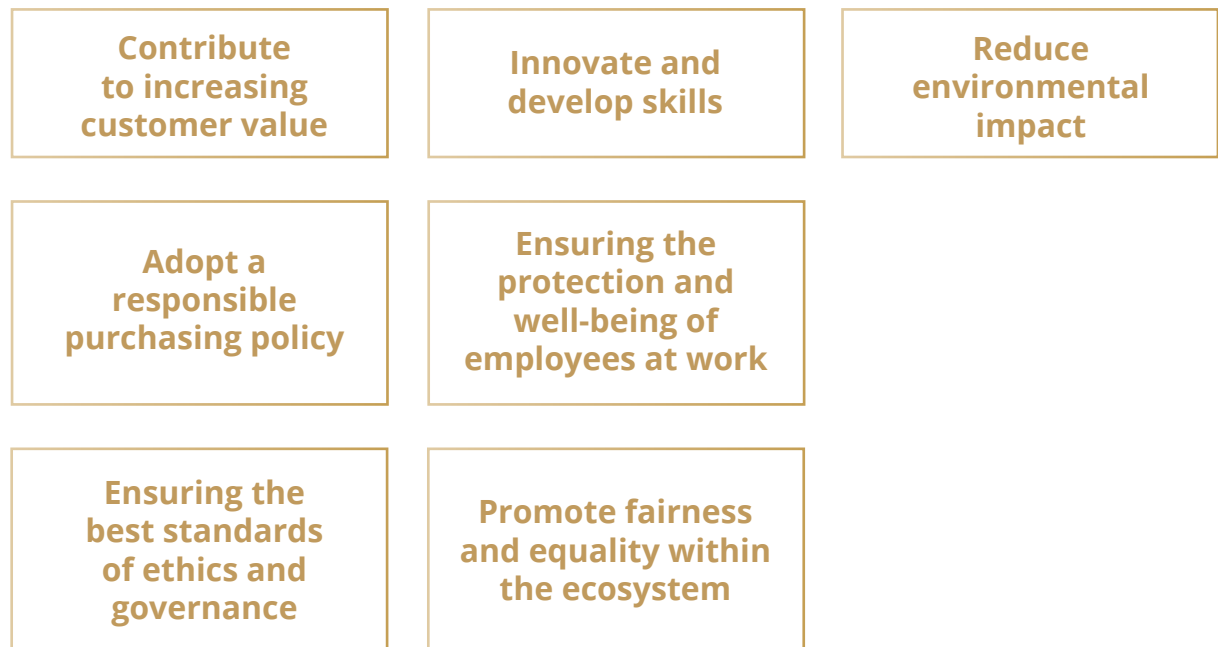 Contribute
to increasing
customer value
Innovate and
develop skills
Reduce
environmental
impact
Adopt a
responsible
purchasing policy
Ensuring the
protection and
well-being of
employees at work
Ensuring the
best standards
of ethics and
governance
Promote fairness
and equality within
the ecosystem